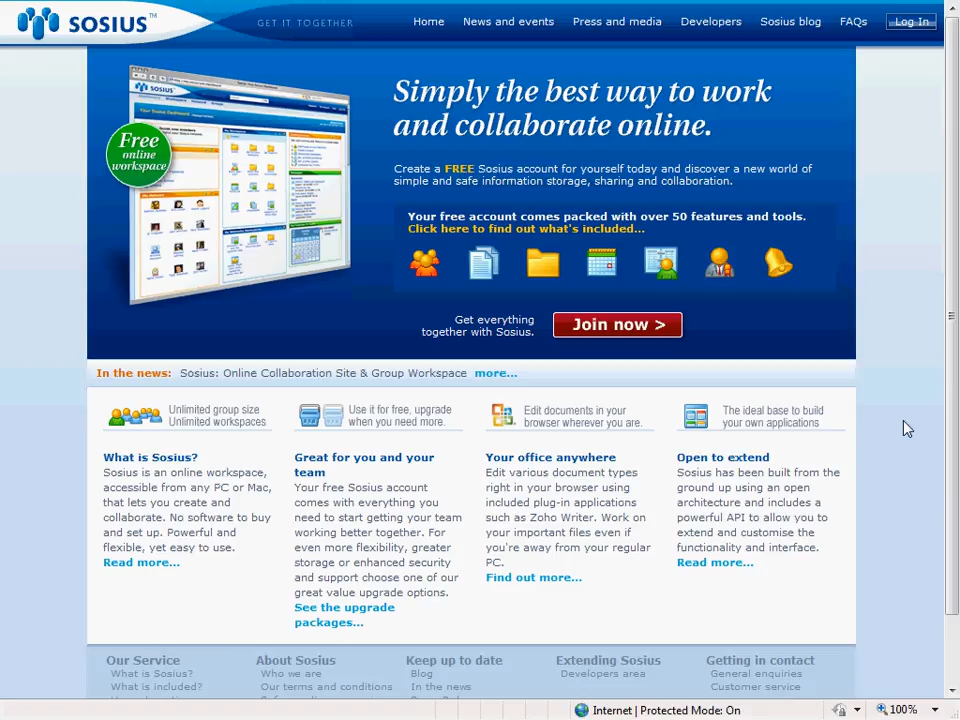 SOSIUS™
GET IT TOGETHER
Home News and events Press and media Developers Sosius blog FAQs Log In
Free
online
workspace
SOSIUS
Simply the best way to work
and collaborate online.
Create a FREE Sosius account for yourself today and discover a new world of
simple and safe information storage, sharing and collaboration.
Your free account comes packed with over 50 features and tools.
Click here to find out what's included...
Get everything
together with Sosius.
Join now >
In the news: Sosius: Online Collaboration Site & Group Workspace more...
Unlimited group size
Unlimited workspaces
What is Sosius?
Sosius is an online workspace,
accessible from any PC or Mac,
that lets you create and
collaborate. No software to buy
and set up. Powerful and
flexible, yet easy to use.
Read more...
Use it for free, upgrade
when you need more.
Great for you and your
team
Your free Sosius account
comes with everything you
need to start getting your team
working better together. For
even more flexibility, greater
storage or enhanced security
and support choose one of our
great value upgrade options.
See the upgrade
packages...
Edit documents in your
browser wherever you are.
Your office anywhere
Edit various document types
right in your browser using
included plug-in applications
such as Zoho Writer. Work on
your important files even if
you're away from your regular
PC.
Find out more...
The ideal base to build
your own applications
Open to extend
Sosius has been built from the
ground up using an open
architecture and includes a
powerful API to allow you to
extend and customise the
functionality and interface.
Read more...
Our Service
What is Sosius?
What is included?
About Sosius
Who we are
Our terms and conditions
Keep up to date
Blog
In the news
Extending Sosius
Developers area
Getting in contact
General enquiries
Customer service
Internet | Protected Mode: On
100%